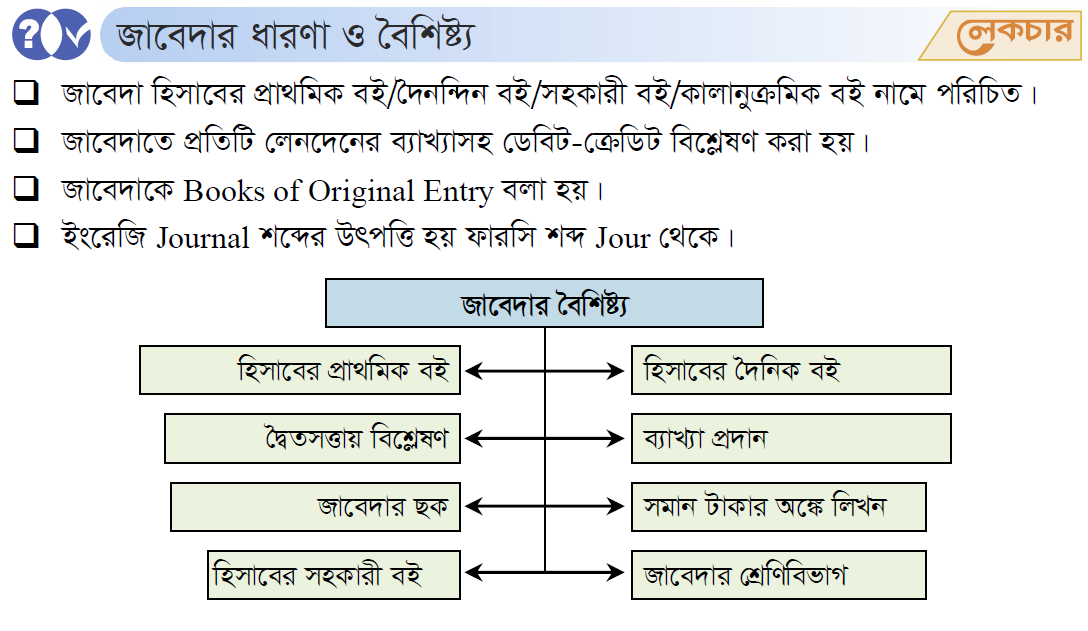 জাবেদার ধারণা ও বৈশিষ্ট্য
লেকচার
জাবেদা হিসাবের প্রাথমিক বই/দৈনন্দিন বই/সহকারী বই/কালানুক্রমিক বই নামে পরিচিত।
জাবেদাতে প্রতিটি লেনদেনের ব্যাখ্যাসহ ডেবিট-ক্রেডিট বিশ্লেষণ করা হয়।
জাবেদাকে Books of Original Entry বলা হয়।
ইংরেজি Journal শব্দের উৎপত্তি হয় ফারসি শব্দ Jour থেকে।
জাবেদার বৈশিষ্ট্য
হিসাবের প্রাথমিক বই
হিসাবের দৈনিক বই
দ্বৈতসত্তায় বিশ্লেষণ
ব্যাখ্যা প্রদান
জাবেদার ছক
সমান টাকার অঙ্কে লিখন
হিসাবের সহকারী বই
জাবেদার শ্রেণিবিভাগ